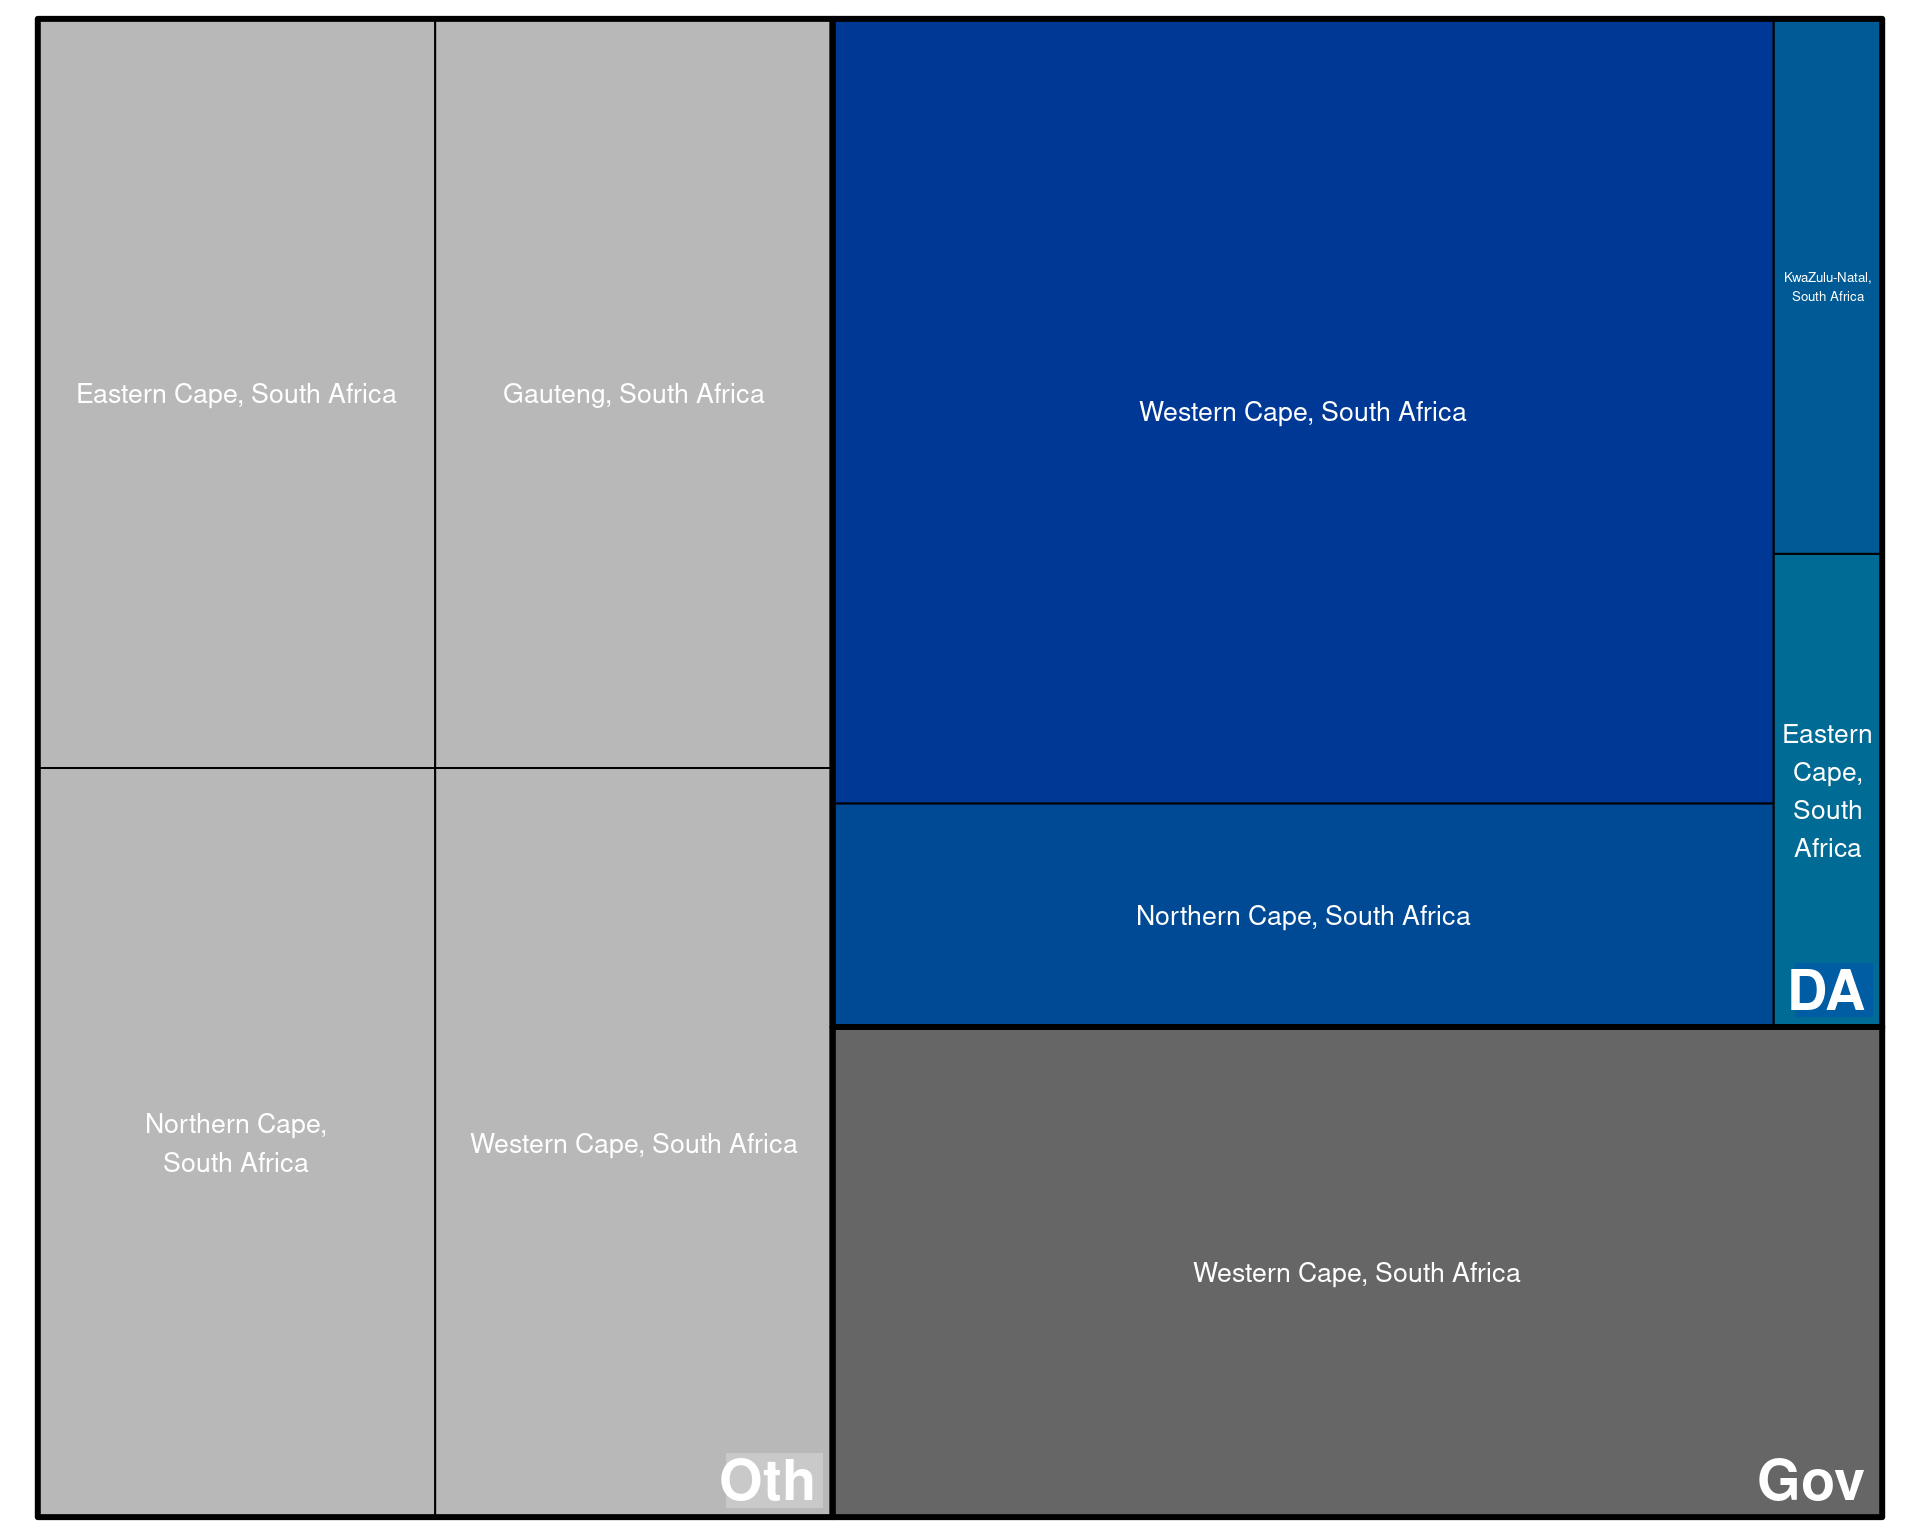 Eastern Cape, South Africa
Gauteng, South Africa
Northern Cape,
South Africa
Western Cape, South Africa
Oth
Western Cape, South Africa
KwaZulu-Natal,
South Africa
Northern Cape, South Africa
Eastern
Cape,
South
Africa
DA
Western Cape, South Africa
Gov